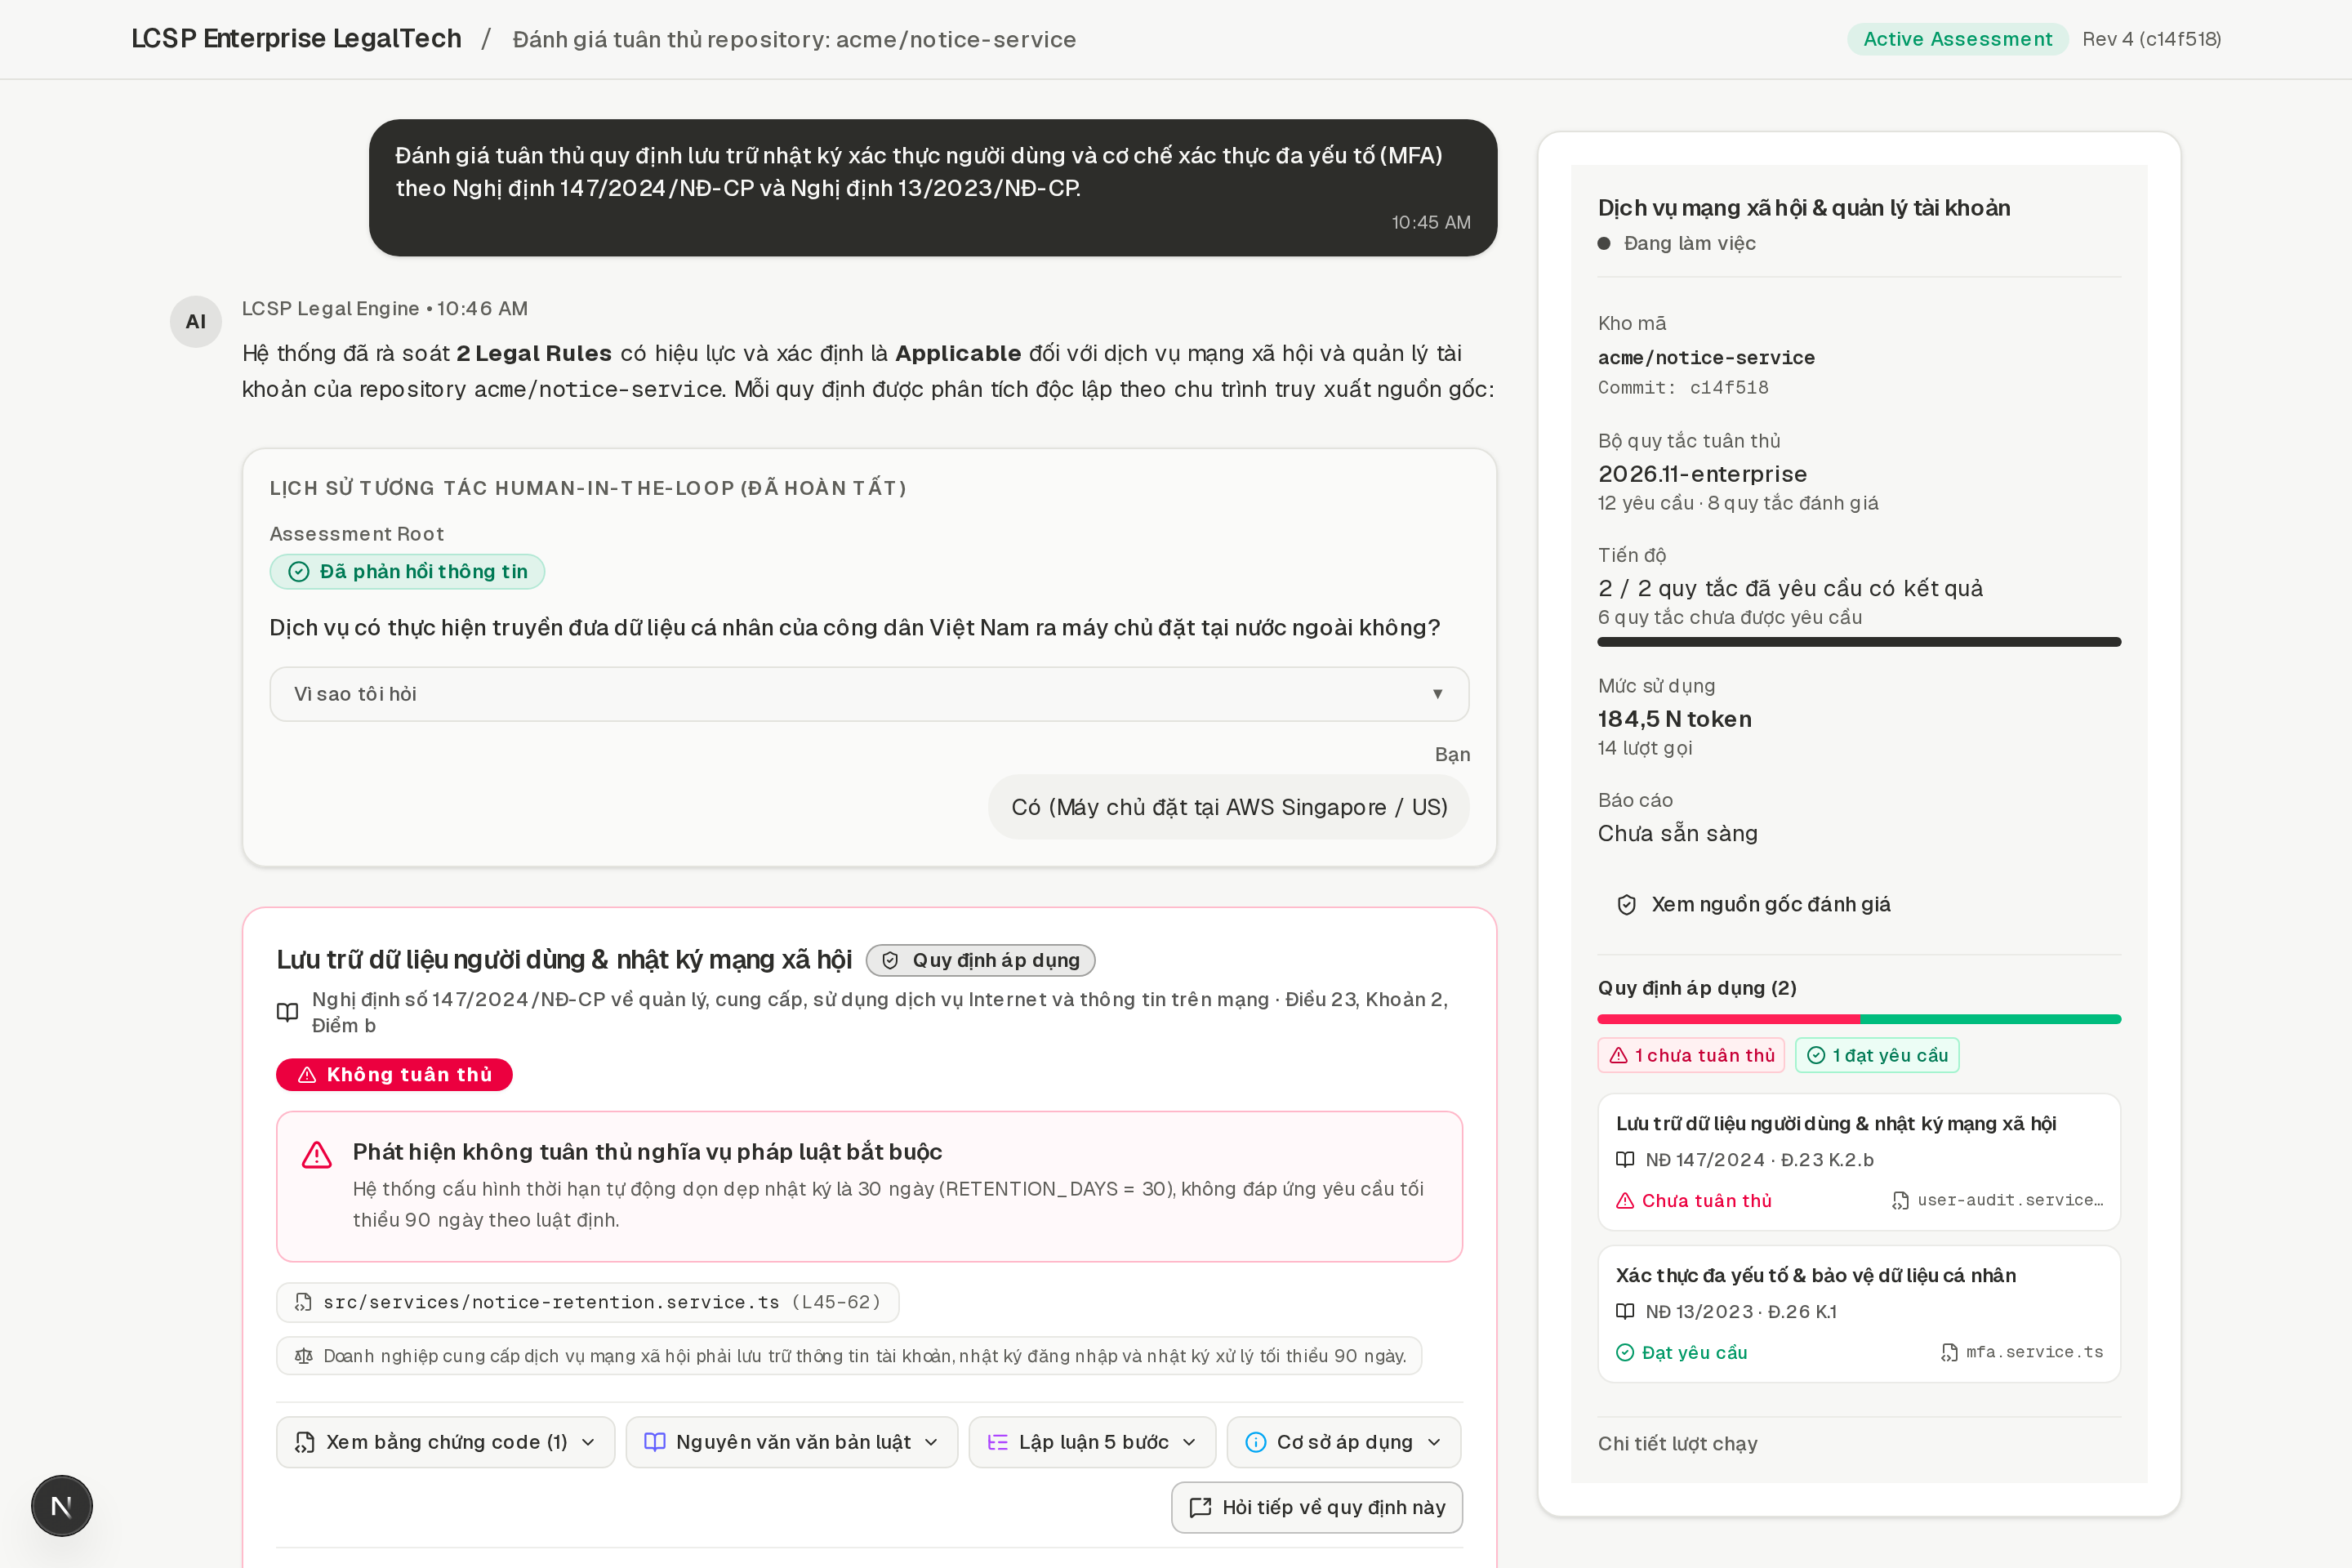 LCSP Enterprise LegalTech / Đánh giá tuân thủ repository: acme/notice-service
Active Assessment Rev 4 (c14f518)
Đánh giá tuân thủ quy định lưu trữ nhật ký xác thực người dùng và cơ chế xác thực đa yếu tố (MFA)
theo Nghị định 147/2024/NĐ-CP và Nghị định 13/2023/NĐ-CP.
10:45 AM
AI
LCSP Legal Engine • 10:46 AM
Hệ thống đã rà soát 2 Legal Rules có hiệu lực và xác định là Applicable đối với dịch vụ mạng xã hội và quản lý tài
khoản của repository acme/notice-service. Mỗi quy định được phân tích độc lập theo chu trình truy xuất nguồn gốc:
LỊCH SỬ TƯƠNG TÁC HUMAN-IN-THE-LOOP (ĐÃ HOÀN TẤT)
Assessment Root
Đã phản hồi thông tin
Dịch vụ có thực hiện truyền đưa dữ liệu cá nhân của công dân Việt Nam ra máy chủ đặt tại nước ngoài không?
Vì sao tôi hỏi ▼
Bạn
Có (Máy chủ đặt tại AWS Singapore / US)
Lưu trữ dữ liệu người dùng & nhật ký mạng xã hội Quy định áp dụng
Nghị định số 147/2024/NĐ-CP về quản lý, cung cấp, sử dụng dịch vụ Internet và thông tin trên mạng · Điều 23, Khoản 2,
Điểm b
Không tuân thủ
Phát hiện không tuân thủ nghĩa vụ pháp luật bắt buộc
Hệ thống cấu hình thời hạn tự động dọn dẹp nhật ký là 30 ngày (RETENTION_DAYS = 30), không đáp ứng yêu cầu tối
thiểu 90 ngày theo luật định.
src/services/notice-retention.service.ts (L45–62)
Doanh nghiệp cung cấp dịch vụ mạng xã hội phải lưu trữ thông tin tài khoản, nhật ký đăng nhập và nhật ký xử lý tối thiểu 90 ngày.
Xem bằng chứng code (1) Nguyên văn văn bản luật Lập luận 5 bước Cơ sở áp dụng
Hỏi tiếp về quy định này
Dịch vụ mạng xã hội & quản lý tài khoản
Đang làm việc
Kho mã
acme/notice-service
Commit: c14f518
Bộ quy tắc tuân thủ
2026.11-enterprise
12 yêu cầu · 8 quy tắc đánh giá
Tiến độ
2 / 2 quy tắc đã yêu cầu có kết quả
6 quy tắc chưa được yêu cầu
Mức sử dụng
184,5 N token
14 lượt gọi
Báo cáo
Chưa sẵn sàng
Xem nguồn gốc đánh giá
Quy định áp dụng (2)
1 chưa tuân thủ 1 đạt yêu cầu
Lưu trữ dữ liệu người dùng & nhật ký mạng xã hội
NĐ 147/2024 · Đ.23 K.2.b
Chưa tuân thủ user-audit.service…
Xác thực đa yếu tố & bảo vệ dữ liệu cá nhân
NĐ 13/2023 · Đ.26 K.1
Đạt yêu cầu mfa.service.ts
Chi tiết lượt chạy
N